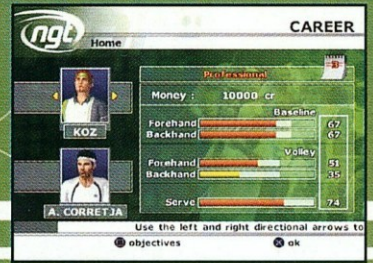 ngt
CAREER
Home
Professional
Money : 10000 cr
Baseline
Forehand 67
Backhand 67
Volley
Forehand 51
Backhand 35
Serve 74
KOZ
A. CORRETJA
Use the left and right directional arrows to
objectives
ok